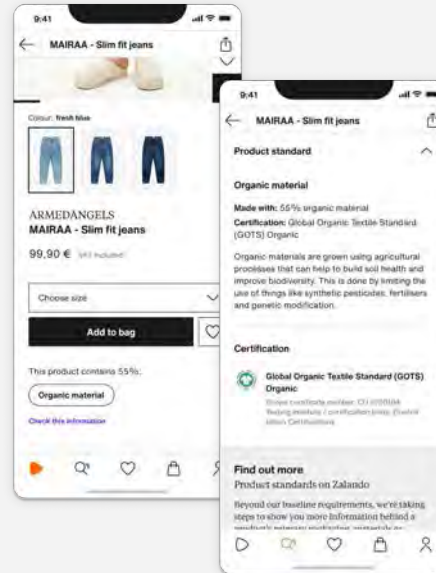 9:41
MAIRAA - Slim fit jeans
Colour: fresh blue
ARMEDANGELS
MAIRAA - Slim fit jeans
99,90 € VAT included
Choose size
Add to bag
This product contains 55%:
Organic material
Check this information
9:41
MAIRAA - Slim fit jeans
Product standard
Organic material
Made with: 55% organic material
Certification: Global Organic Textile Standard
(GOTS) Organic
Organic materials are grown using agricultural
processes that can help to build soil health and
improve biodiversity. This is done by limiting the
use of things like synthetic pesticides, fertilisers
and genetic modification.
Certification
Global Organic Textile Standard (GOTS)
Organic
Find out more
Product standards on Zalando
Beyond our baseline requirements, we're taking
steps to show you more information behind a